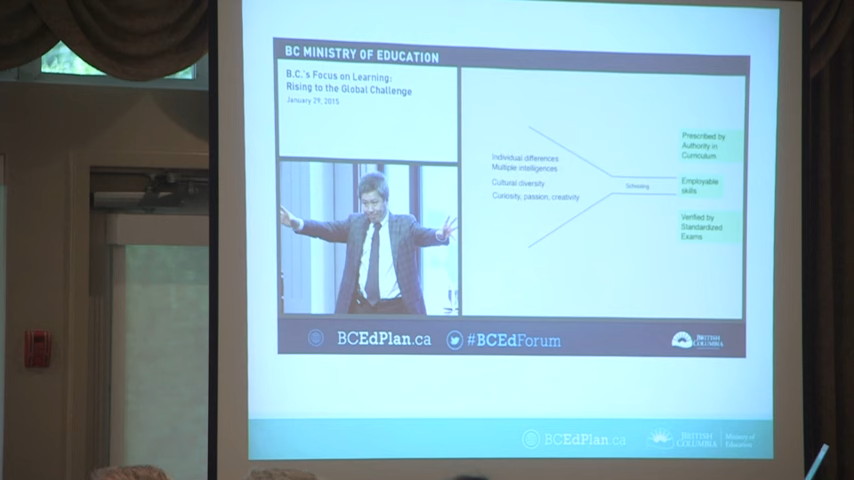 BC MINISTRY OF EDUCATION
B.C.'s Focus on Learning:
Rising to the Global Challenge
January 29, 2015
Individual differences
Multiple intelligences
Cultural diversity
Curiosity, passion, creativity
Schooling
Prescribed by
Authority in
Curriculum
Employable
skills
Verified by
Standardized
Exams
BCEdPlan.ca
#BCEdForum
BRITISH
COLUMBIA
BCEdPlan.ca
BRITISH
COLUMBIA
Ministry of
Education